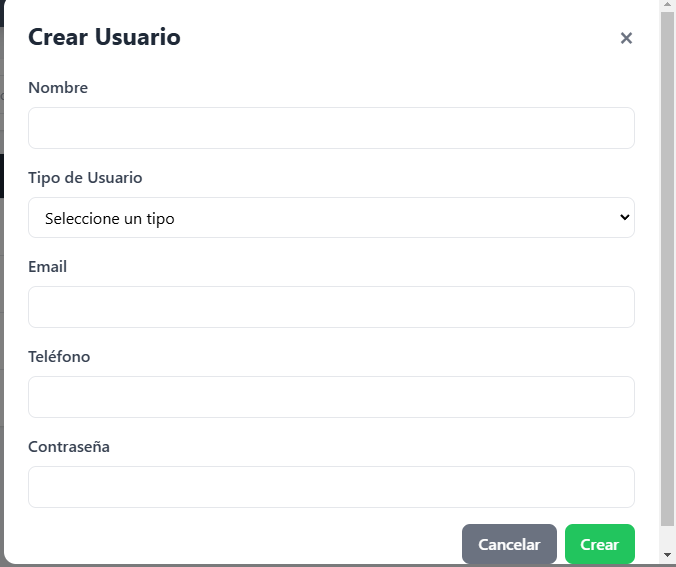 Crear Usuario
×
Nombre
Tipo de Usuario
Seleccione un tipo
Email
Teléfono
Contraseña
Cancelar
Crear